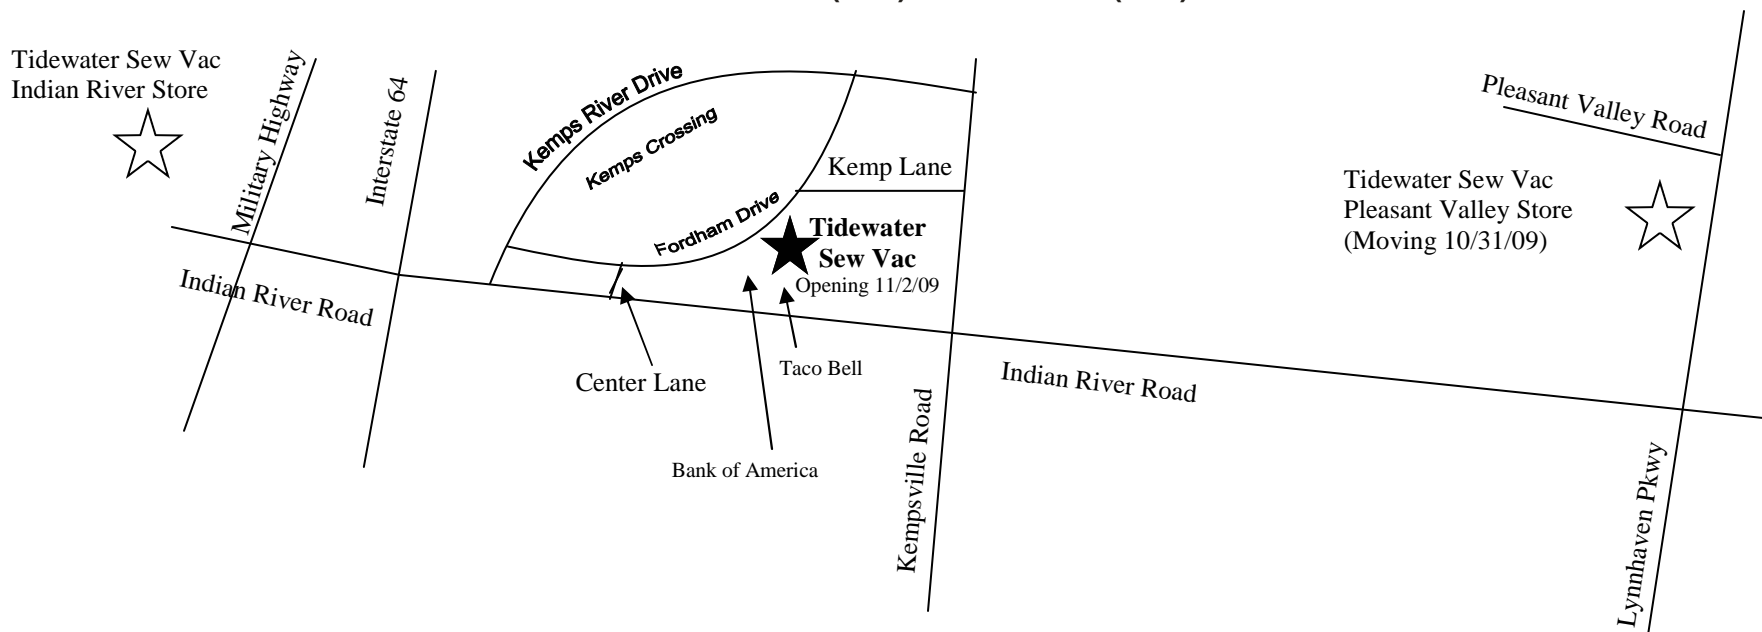 Tidewater Sew Vac
Indian River Store
Military Highway
Interstate 64
Kemps River Drive
Kemps Crossing
Fordham Drive
Kemp Lane
Tidewater
Sew Vac
Opening 11/2/09
Pleasant Valley Road
Tidewater Sew Vac
Pleasant Valley Store
(Moving 10/31/09)
Indian River Road
Center Lane
Taco Bell
Bank of America
Kempsville Road
Indian River Road
Lynnhaven Pkwy